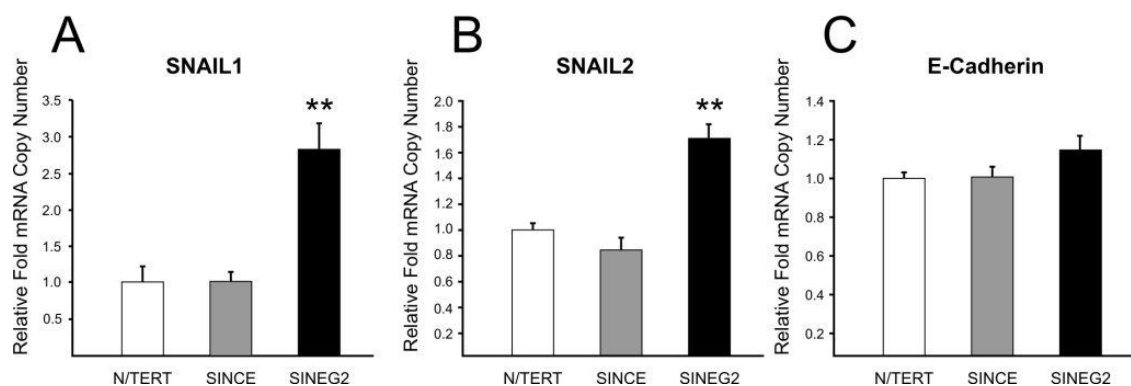 A
SNAIL1
Relative Fold mRNA Copy Number
3.5
3.0
2.5
2.0
1.5
1.0
0.5
**
N/TERT SINCE SINEG2
B
SNAIL2
Relative Fold mRNA Copy Number
2.0
1.8
1.6
1.4
1.2
1.0
0.8
0.6
0.4
0.2
**
N/TERT SINCE SINEG2
C
E-Cadherin
Relative Fold mRNA Copy Number
1.4
1.2
1.0
0.8
0.6
0.4
0.2
N/TERT SINCE SINEG2